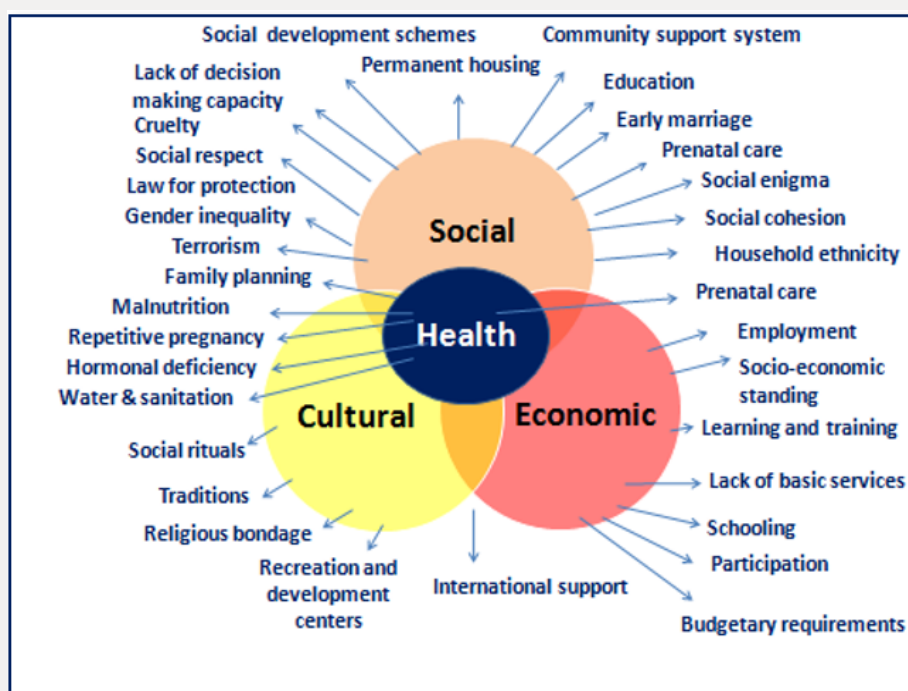 Social development schemes
Community support system
Permanent housing
Lack of decision
making capacity
Cruelty
Social respect
Law for protection
Gender inequality
Terrorism
Family planning
Malnutrition
Repetitive pregnancy
Hormonal deficiency
Water & sanitation
Social rituals
Traditions
Religious bondage
Recreation and
development
centers
International support
Education
Early marriage
Prenatal care
Social enigma
Social cohesion
Household ethnicity
Prenatal care
Employment
Socio-economic
standing
Learning and training
Lack of basic services
Schooling
Participation
Budgetary requirements
Social
Health
Cultural
Economic